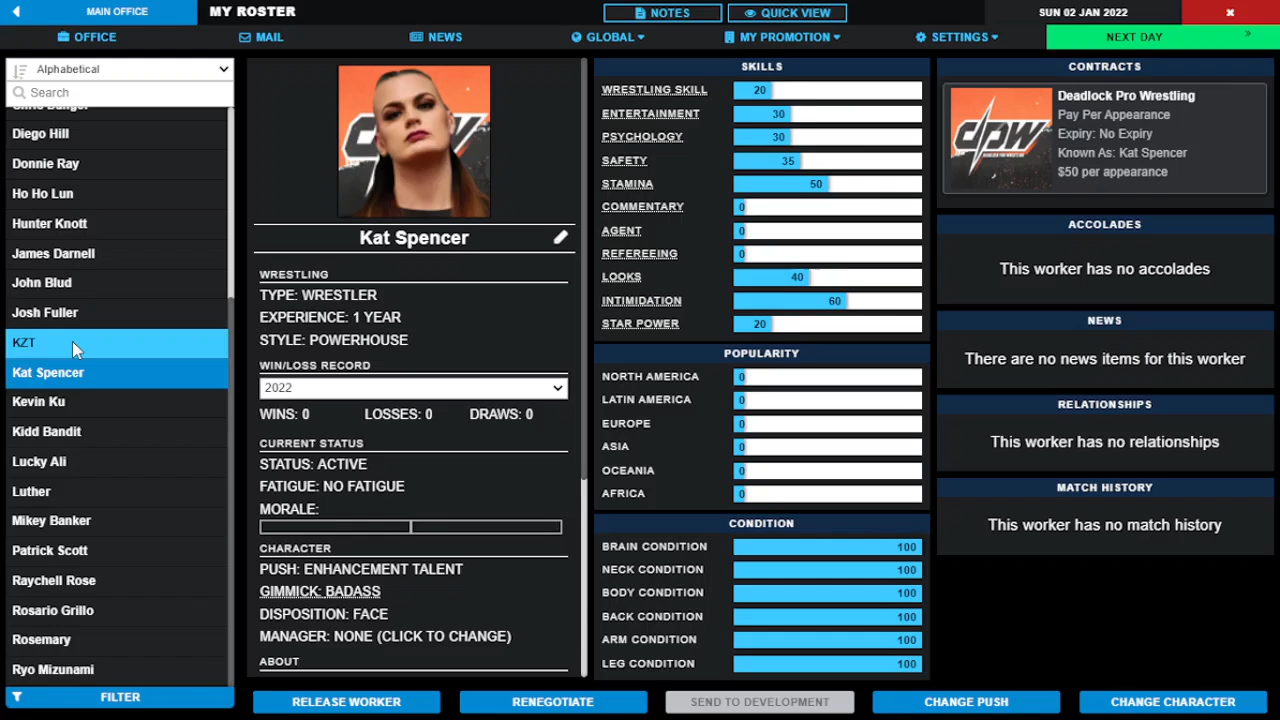 MAIN OFFICE
MY ROSTER
NOTES
QUICK VIEW
SUN 02 JAN 2022
OFFICE
MAIL
NEWS
GLOBAL
MY PROMOTION
SETTINGS
NEXT DAY
Alphabetical
Search
Diego Hill
Donnie Ray
Ho Ho Lun
Hunter Knott
James Darnell
John Blud
Josh Fuller
KZT
Kat Spencer
Kevin Ku
Kidd Bandit
Lucky Ali
Luther
Mikey Banker
Patrick Scott
Raychell Rose
Rosario Grillo
Rosemary
Ryo Mizunami
FILTER
Kat Spencer
WRESTLING
TYPE: WRESTLER
EXPERIENCE: 1 YEAR
STYLE: POWERHOUSE
WIN/LOSS RECORD
2022
WINS: 0 LOSSES: 0 DRAWS: 0
CURRENT STATUS
STATUS: ACTIVE
FATIGUE: NO FATIGUE
MORALE:
CHARACTER
PUSH: ENHANCEMENT TALENT
GIMMICK: BADASS
DISPOSITION: FACE
MANAGER: NONE (CLICK TO CHANGE)
ABOUT
SKILLS
WRESTLING SKILL 20
ENTERTAINMENT 30
PSYCHOLOGY 30
SAFETY 35
STAMINA 50
COMMENTARY 0
AGENT 0
REFEREEING 0
LOOKS 40
INTIMIDATION 60
STAR POWER 20
POPULARITY
NORTH AMERICA 0
LATIN AMERICA 0
EUROPE 0
ASIA 0
OCEANIA 0
AFRICA 0
CONDITION
BRAIN CONDITION 100
NECK CONDITION 100
BODY CONDITION 100
BACK CONDITION 100
ARM CONDITION 100
LEG CONDITION 100
CONTRACTS
dpw
Deadlock Pro Wrestling
Pay Per Appearance
Expiry: No Expiry
Known As: Kat Spencer
$50 per appearance
ACCOLADES
This worker has no accolades
NEWS
There are no news items for this worker
RELATIONSHIPS
This worker has no relationships
MATCH HISTORY
This worker has no match history
RELEASE WORKER
RENEGOTIATE
SEND TO DEVELOPMENT
CHANGE PUSH
CHANGE CHARACTER